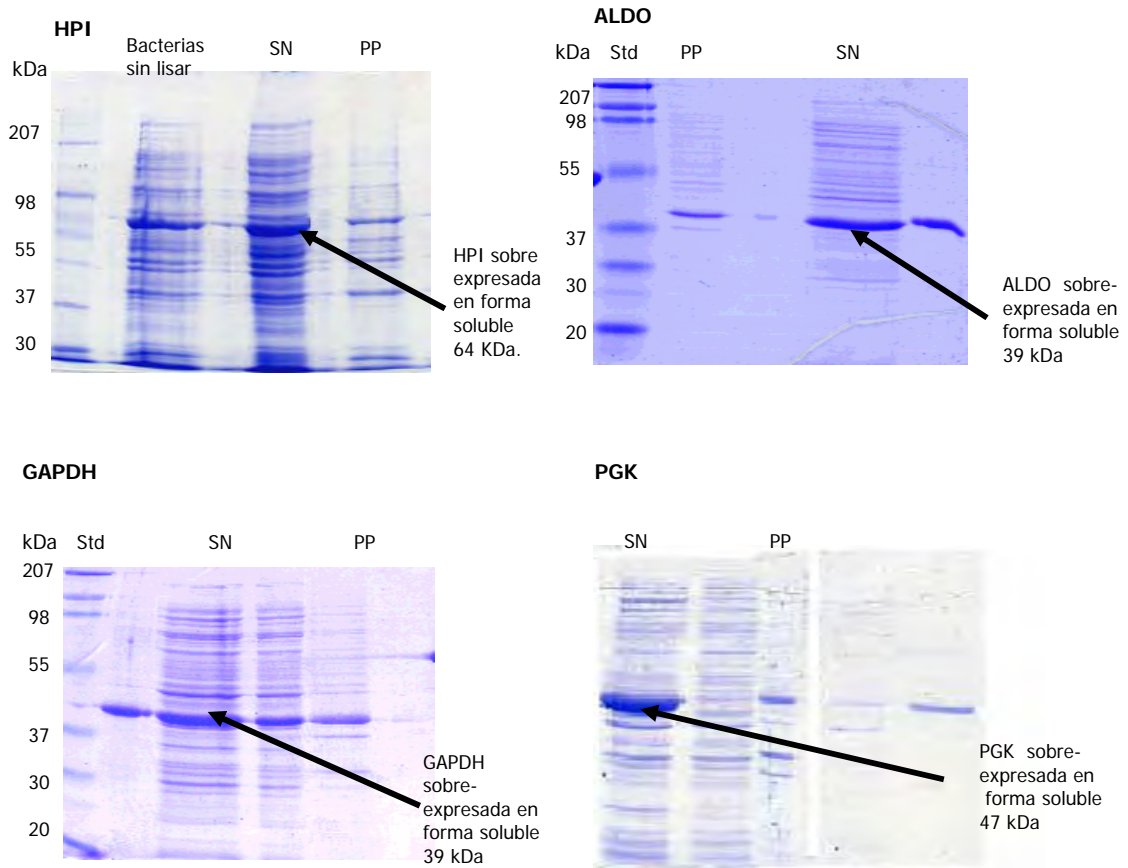 HPI
Bacterias
sin lisar
SN
PP
kDa
207
98
55
37
30
HPI sobre
expresada
en forma
soluble
64 KDa.
ALDO
kDa Std PP SN
207
98
55
37
30
20
ALDO sobre-
expresada en
forma soluble
39 kDa
GAPDH
kDa Std SN PP
207
98
55
37
30
20
GAPDH
sobre-
expresada en
forma soluble
39 kDa
PGK
SN PP
PGK sobre-
expresada en
forma soluble
47 kDa